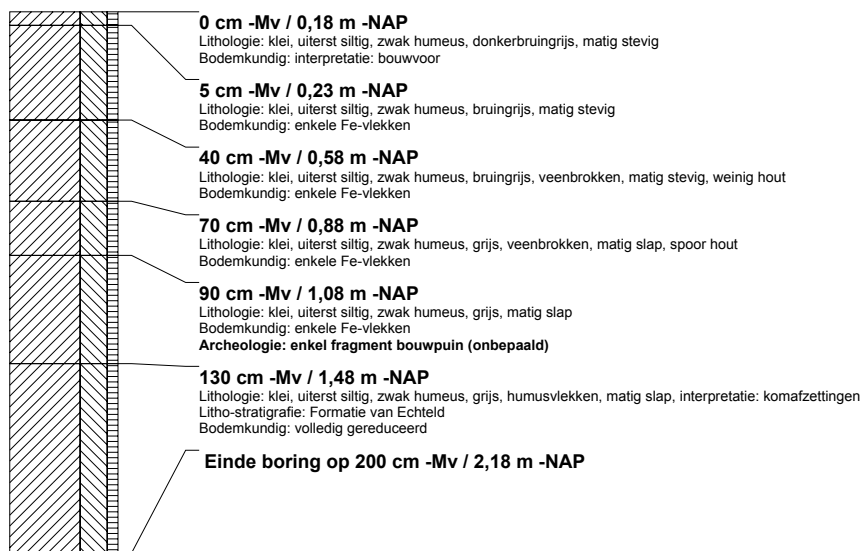 0 cm -Mv / 0,18 m -NAP
Lithologie: klei, uiterst siltig, zwak humeus, donkerbruingrijs, matig stevig
Bodemkundig: interpretatie: bouwvoor
5 cm -Mv / 0,23 m -NAP
Lithologie: klei, uiterst siltig, zwak humeus, bruingrijs, matig stevig
Bodemkundig: enkele Fe-vlekken
40 cm -Mv / 0,58 m -NAP
Lithologie: klei, uiterst siltig, zwak humeus, bruingrijs, veenbrokken, matig stevig, weinig hout
Bodemkundig: enkele Fe-vlekken
70 cm -Mv / 0,88 m -NAP
Lithologie: klei, uiterst siltig, zwak humeus, grijs, veenbrokken, matig slap, spoor hout
Bodemkundig: enkele Fe-vlekken
90 cm -Mv / 1,08 m -NAP
Lithologie: klei, uiterst siltig, zwak humeus, grijs, matig slap
Bodemkundig: enkele Fe-vlekken
Archeologie: enkel fragment bouwpuin (onbepaald)
130 cm -Mv / 1,48 m -NAP
Lithologie: klei, uiterst siltig, zwak humeus, grijs, humusvlekken, matig slap, interpretatie: komafzettingen
Litho-stratigrafie: Formatie van Echteld
Bodemkundig: volledig gereduceerd
Einde boring op 200 cm -Mv / 2,18 m -NAP